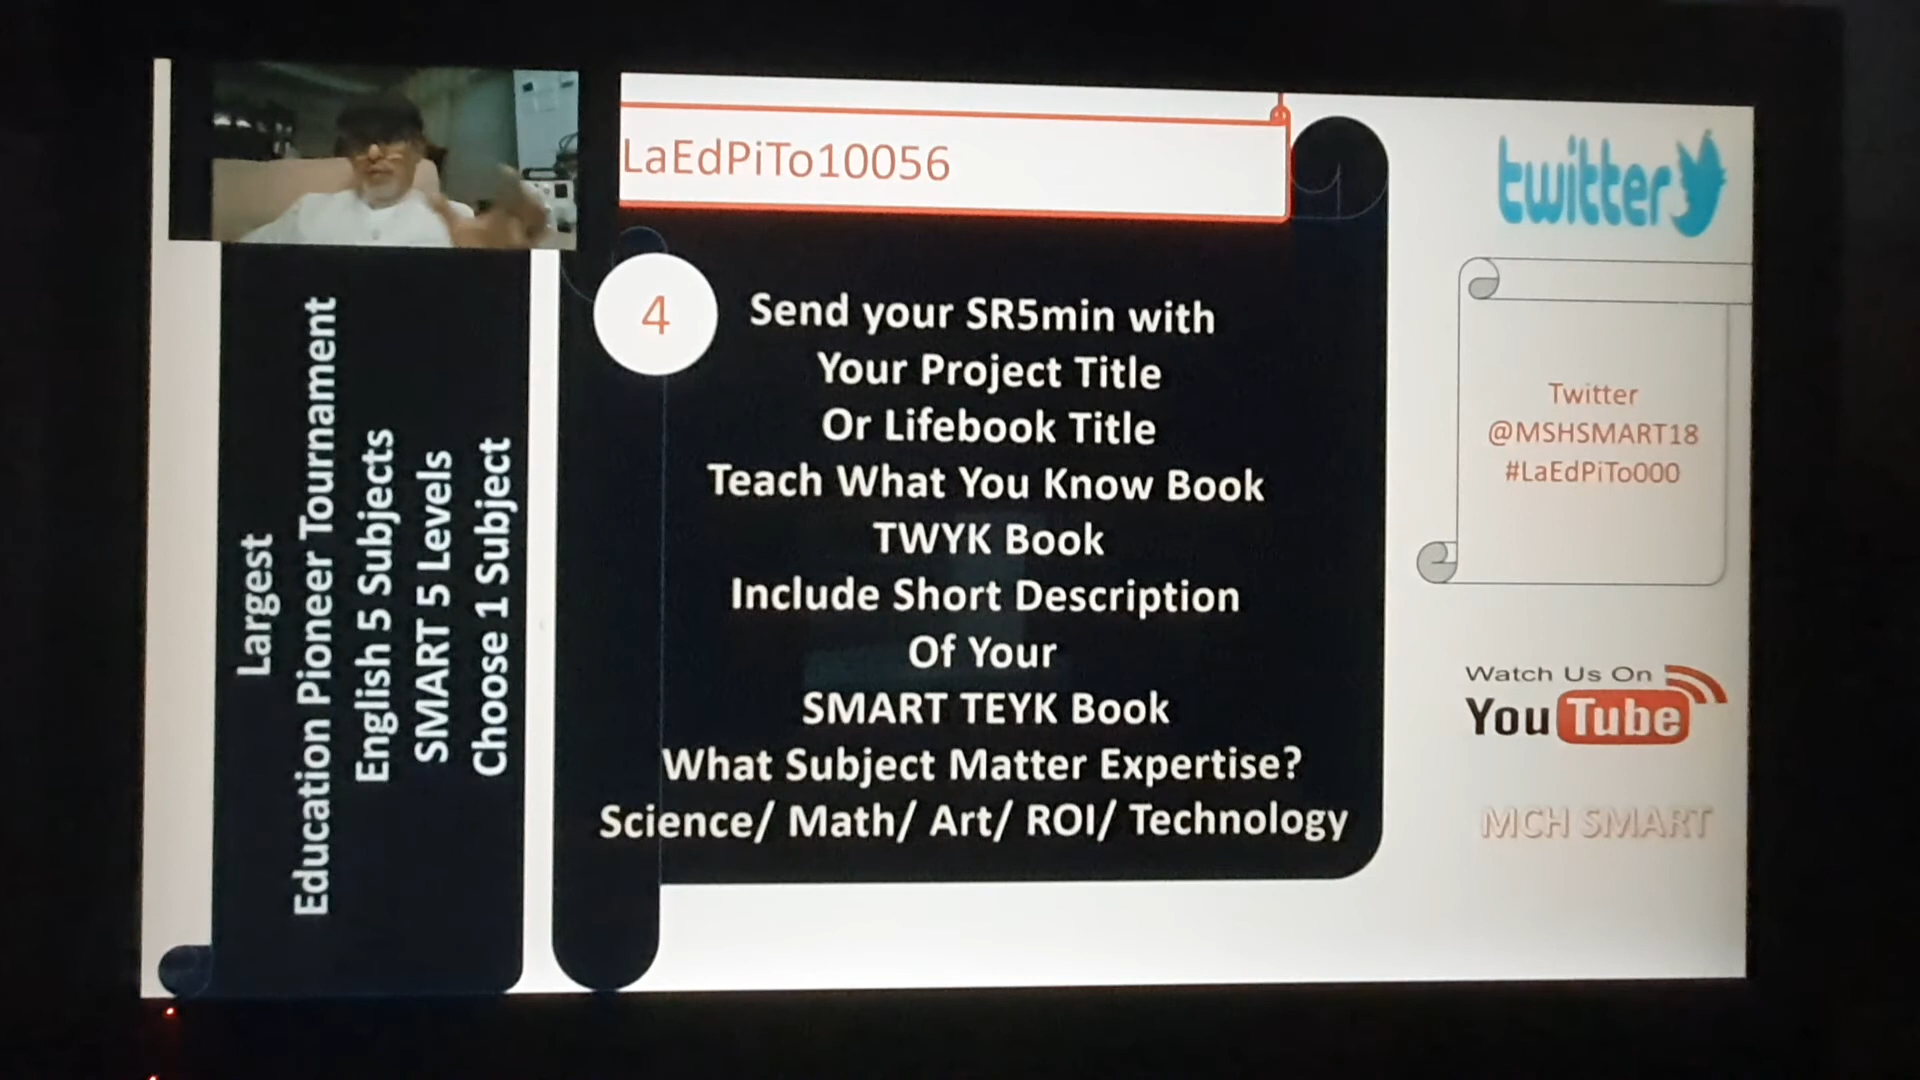 LaEdPiTo10056
4
Send your SR5min with
Your Project Title
Or Lifebook Title
Teach What You Know Book
TWYK Book
Include Short Description
Of Your
SMART TEYK Book
What Subject Matter Expertise?
Science/ Math/ Art/ ROI/ Technology
Largest
Education Pioneer Tournament
English 5 Subjects
SMART 5 Levels
Choose 1 Subject
twitter
Twitter
@MSHSMART18
#LaEdPiTo000
Watch Us On
YouTube
MCH SMART